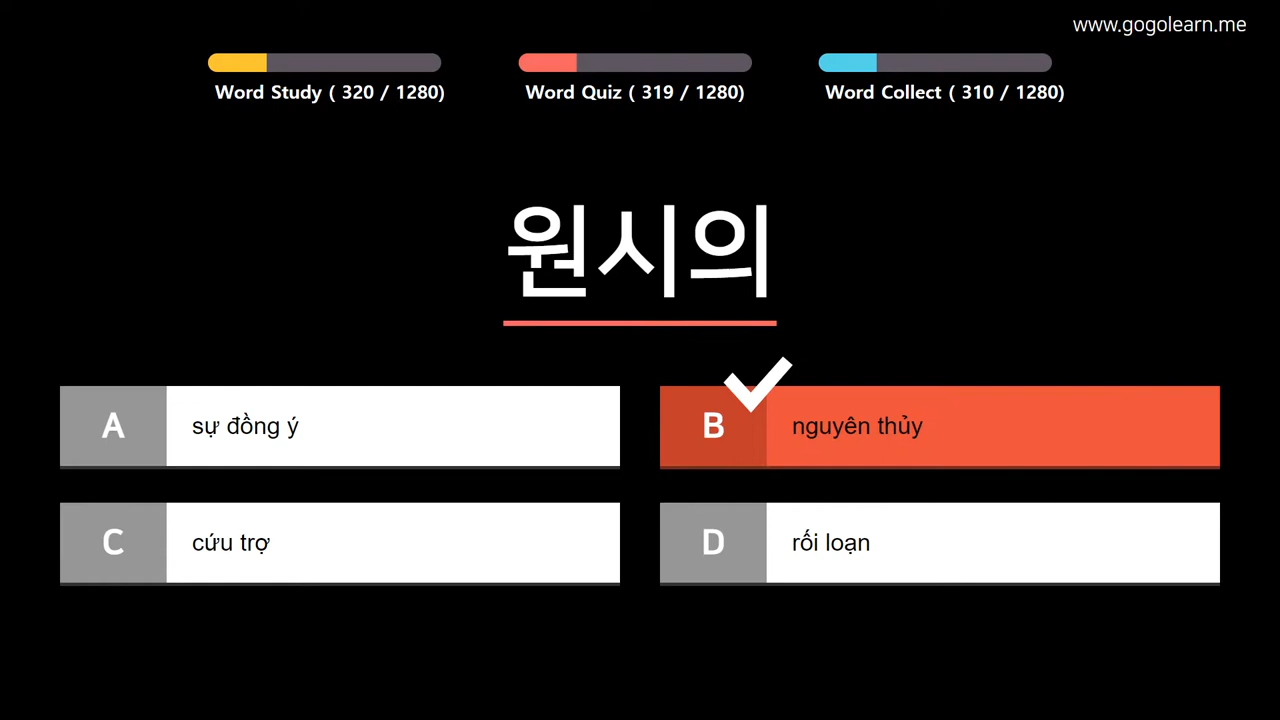 www.gogolearn.me
Word Study ( 320 / 1280)
Word Quiz ( 319 / 1280)
Word Collect ( 310 / 1280)
원시의
A
sự đồng ý
B
nguyên thủy
C
cứu trợ
D
rối loạn